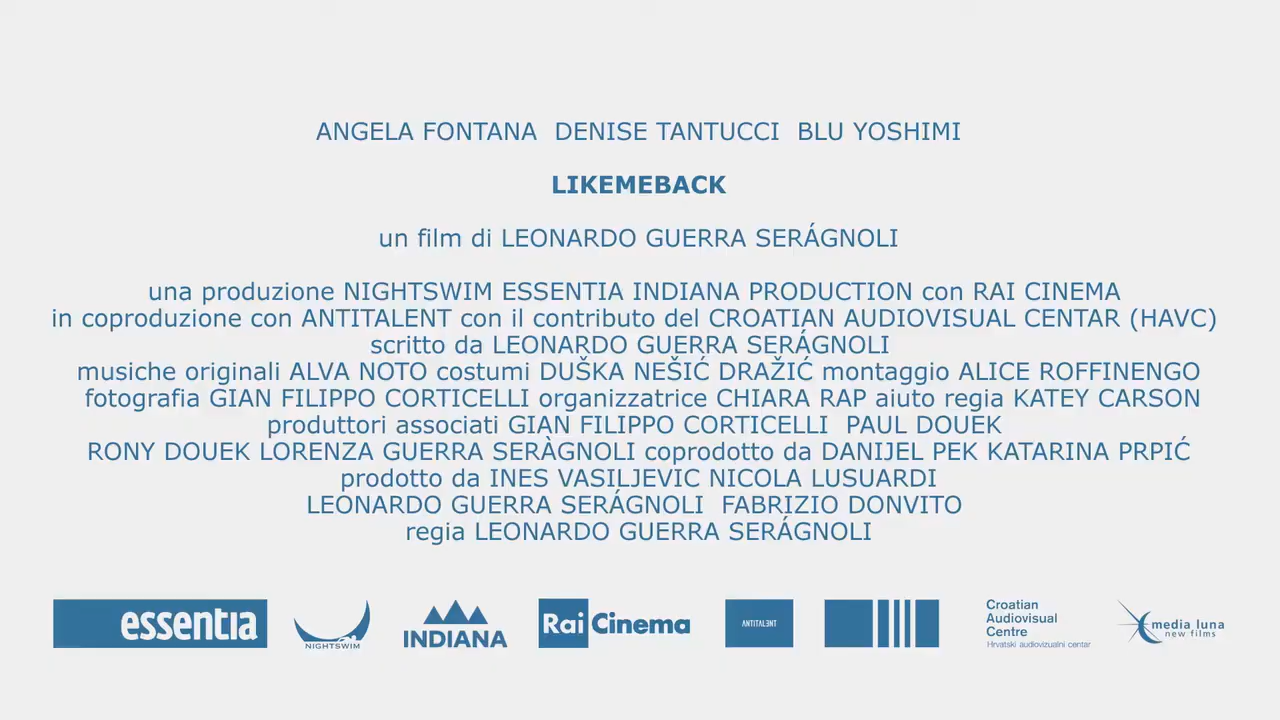 ANGELA FONTANA  DENISE TANTUCCI  BLU YOSHIMI
LIKEMEBACK
un film di LEONARDO GUERRA SERÁGNOLI
una produzione NIGHTSWIM ESSENTIA INDIANA PRODUCTION con RAI CINEMA
in coproduzione con ANTITALENT con il contributo del CROATIAN AUDIOVISUAL CENTAR (HAVC)
scritto da LEONARDO GUERRA SERÁGNOLI
musiche originali ALVA NOTO costumi DUŠKA NEŠIĆ DRAŽIĆ montaggio ALICE ROFFINENGO
fotografia GIAN FILIPPO CORTICELLI organizzatrice CHIARA RAP aiuto regia KATEY CARSON
produttori associati GIAN FILIPPO CORTICELLI  PAUL DOUEK
RONY DOUEK LORENZA GUERRA SERÀGNOLI coprodotto da DANIJEL PEK KATARINA PRPIĆ
prodotto da INES VASILJEVIC NICOLA LUSUARDI
LEONARDO GUERRA SERÁGNOLI  FABRIZIO DONVITO
regia LEONARDO GUERRA SERÁGNOLI
essentia
NIGHTSWIM
INDIANA
Rai Cinema
ANTITALENT
Croatian
Audiovisual
Centre
Hrvatski audiovizualni centar
media luna
new films